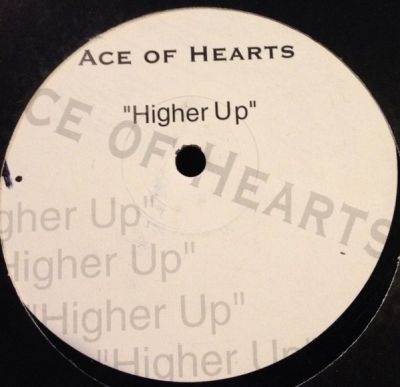 ACE OF HEARTS
"Higher Up"
CE OF HEARTS
gher Up"
Higher Up"
"Higher Up"
"Higher Up"